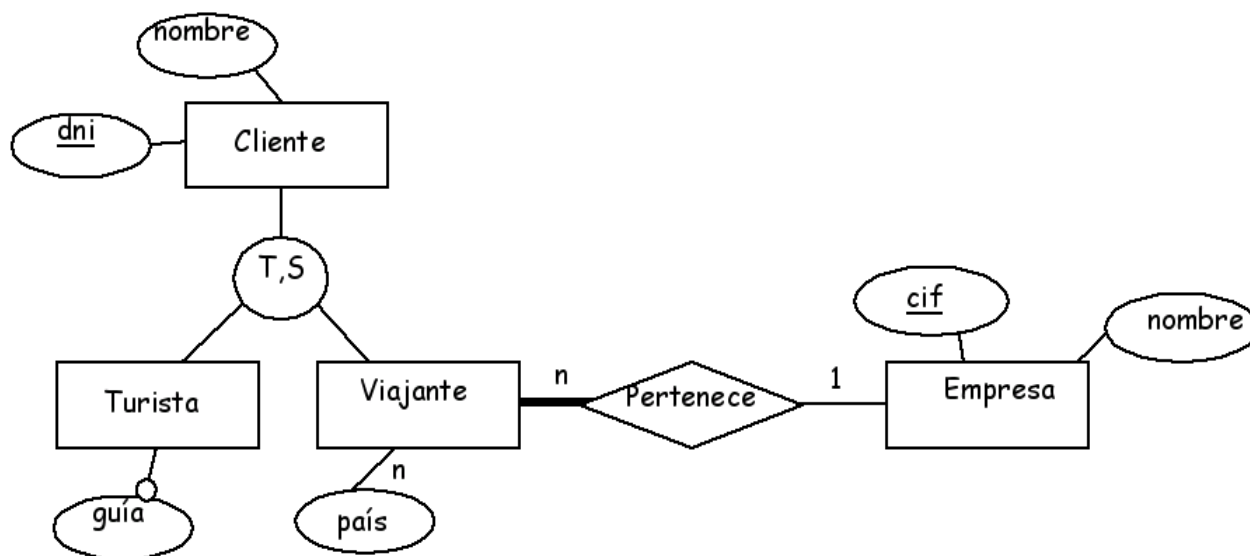 nombre
dni
Cliente
T,S
cif
nombre
Turista
Viajante
n
Pertenece
1
Empresa
n
guía
país